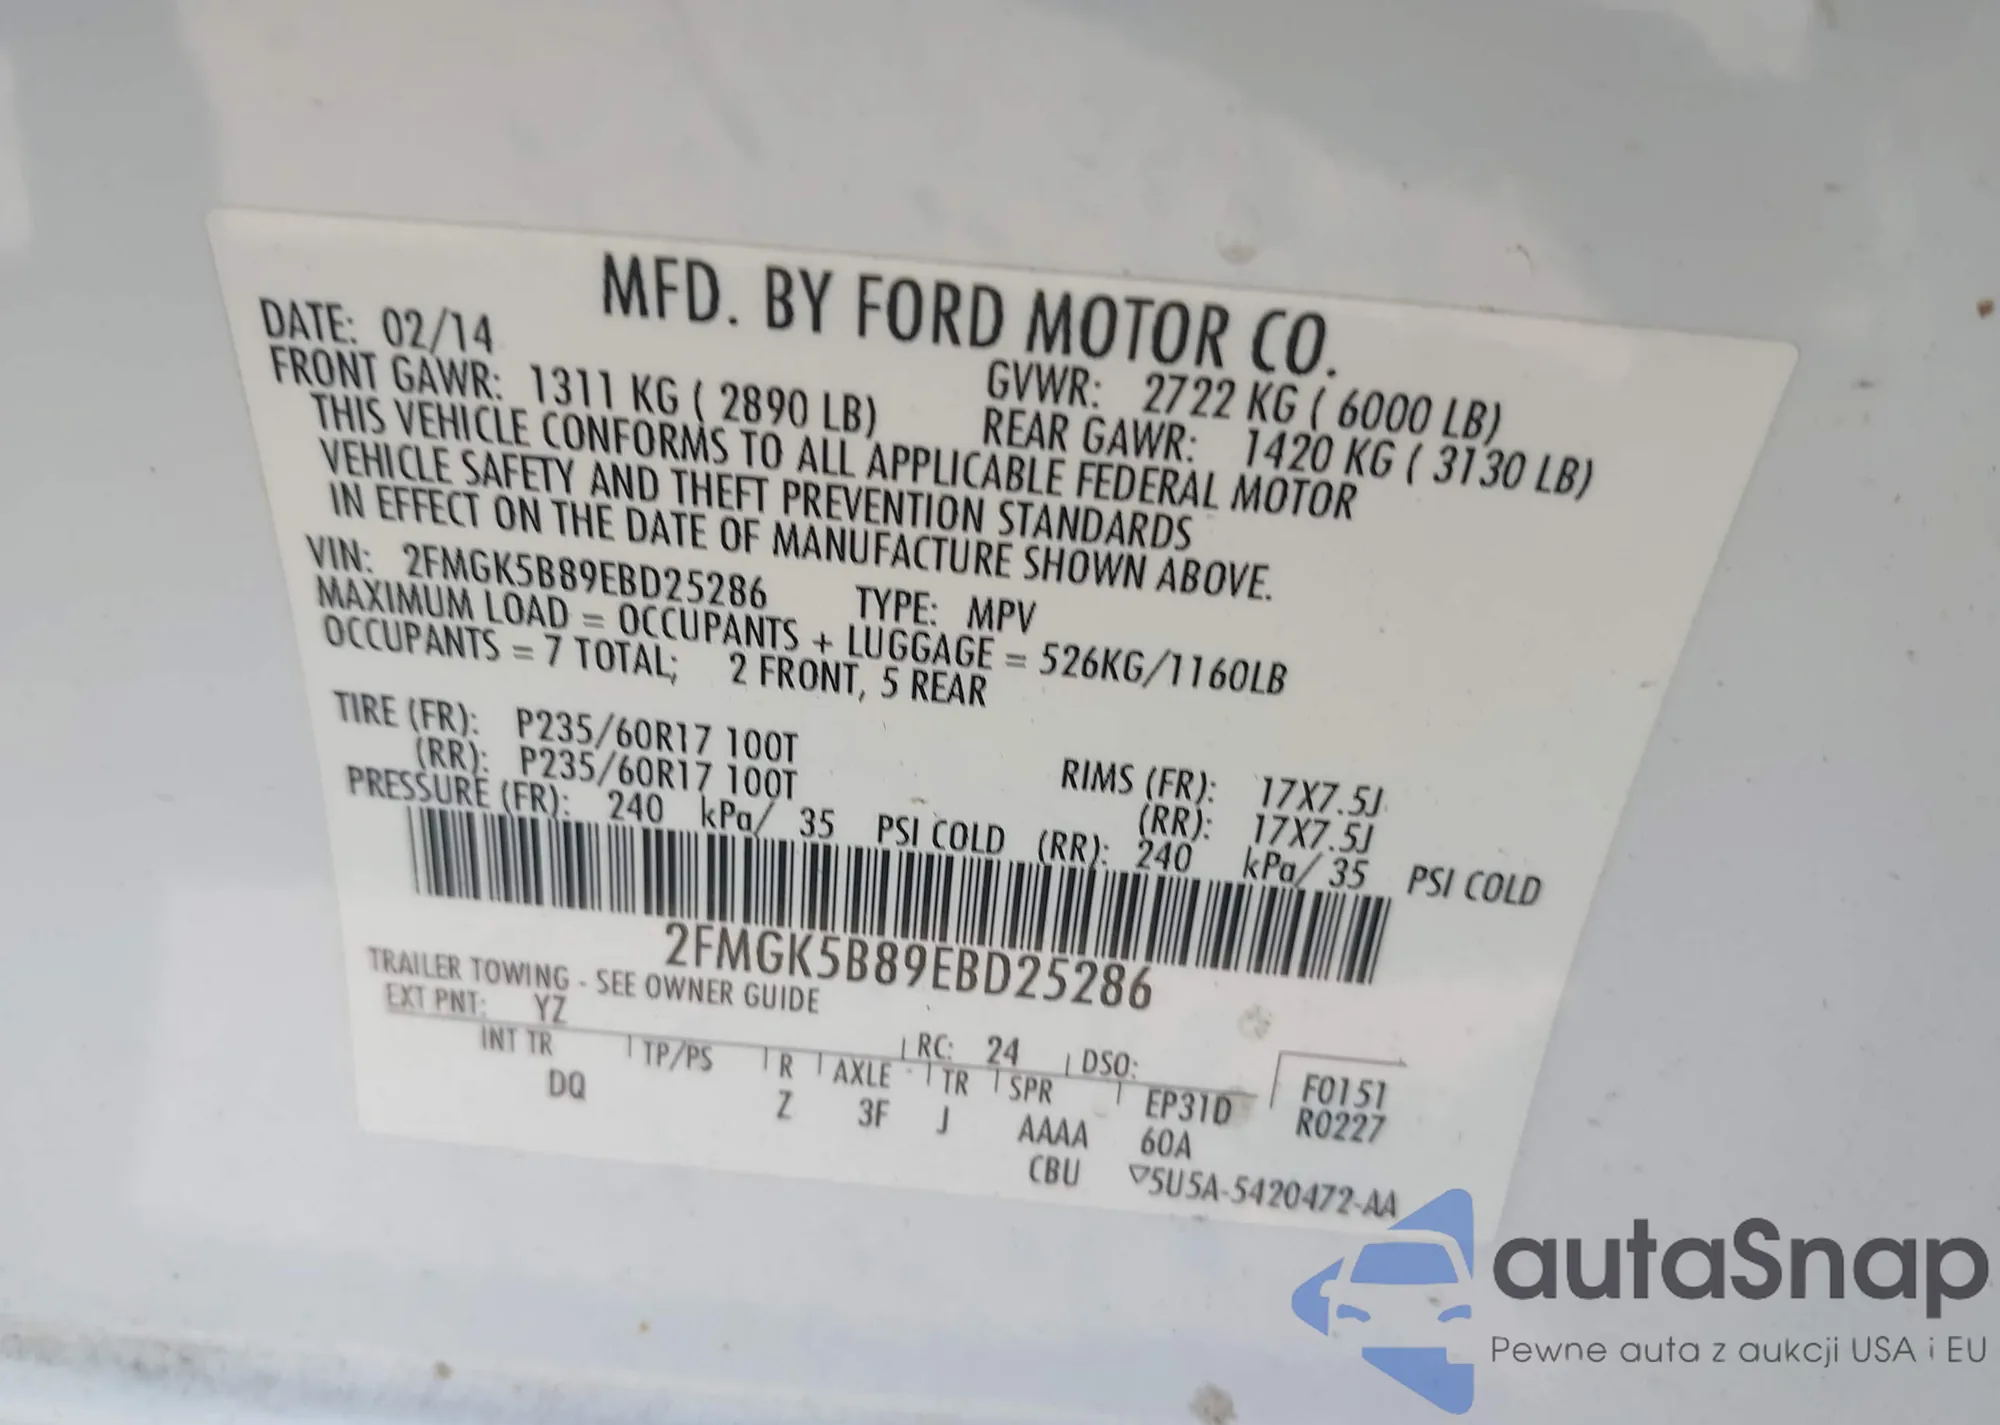 MFD. BY FORD MOTOR CO.
DATE: 02/14 GVWR: 2722 KG ( 6000 LB)
FRONT GAWR: 1311 KG ( 2890 LB) REAR GAWR: 1420 KG ( 3130 LB)
THIS VEHICLE CONFORMS TO ALL APPLICABLE FEDERAL MOTOR
VEHICLE SAFETY AND THEFT PREVENTION STANDARDS
IN EFFECT ON THE DATE OF MANUFACTURE SHOWN ABOVE.
VIN: 2FMGK5B89EBD25286 TYPE: MPV
MAXIMUM LOAD = OCCUPANTS + LUGGAGE = 526KG/1160LB
OCCUPANTS = 7 TOTAL; 2 FRONT, 5 REAR
TIRE (FR): P235/60R17 100T RIMS (FR): 17X7.5J
(RR): P235/60R17 100T (RR): 17X7.5J
PRESSURE (FR): 240 kPa/ 35 PSI COLD (RR): 240 kPa/ 35 PSI COLD
2FMGK5B89EBD25286
TRAILER TOWING - SEE OWNER GUIDE
EXT PNT: YZ RC: 24 DSO: F0151
INT TR TP/PS R AXLE TR SPR EP31D R0227
DQ Z 3F J AAAA 60A
CBU ▽5U5A-5420472-AA
autaSnap
Pewne auta z aukcji USA i EU